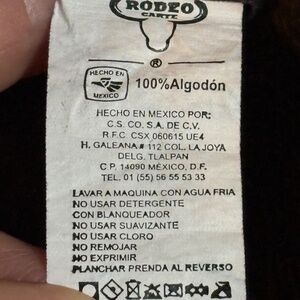 RODEO
CARTE
®
HECHO EN
MEXICO
100%Algodón
HECHO EN MEXICO POR:
C.S. CO, S.A. DE C.V.
R.F.C CSX 060615 UE4
H. GALEANA # 112 COL. LA JOYA
DELG. TLALPAN
C P. 14090 MEXICO, D.F.
TEL. 01 (55) 56 55 53 33
LAVAR A MAQUINA CON AGUA FRIA
NO USAR DETERGENTE
CON BLANQUEADOR
NO USAR SUAVIZANTE
NO USAR CLORO
NO REMOJAR
NO EXPRIMIR
PLANCHAR PRENDA AL REVERSO